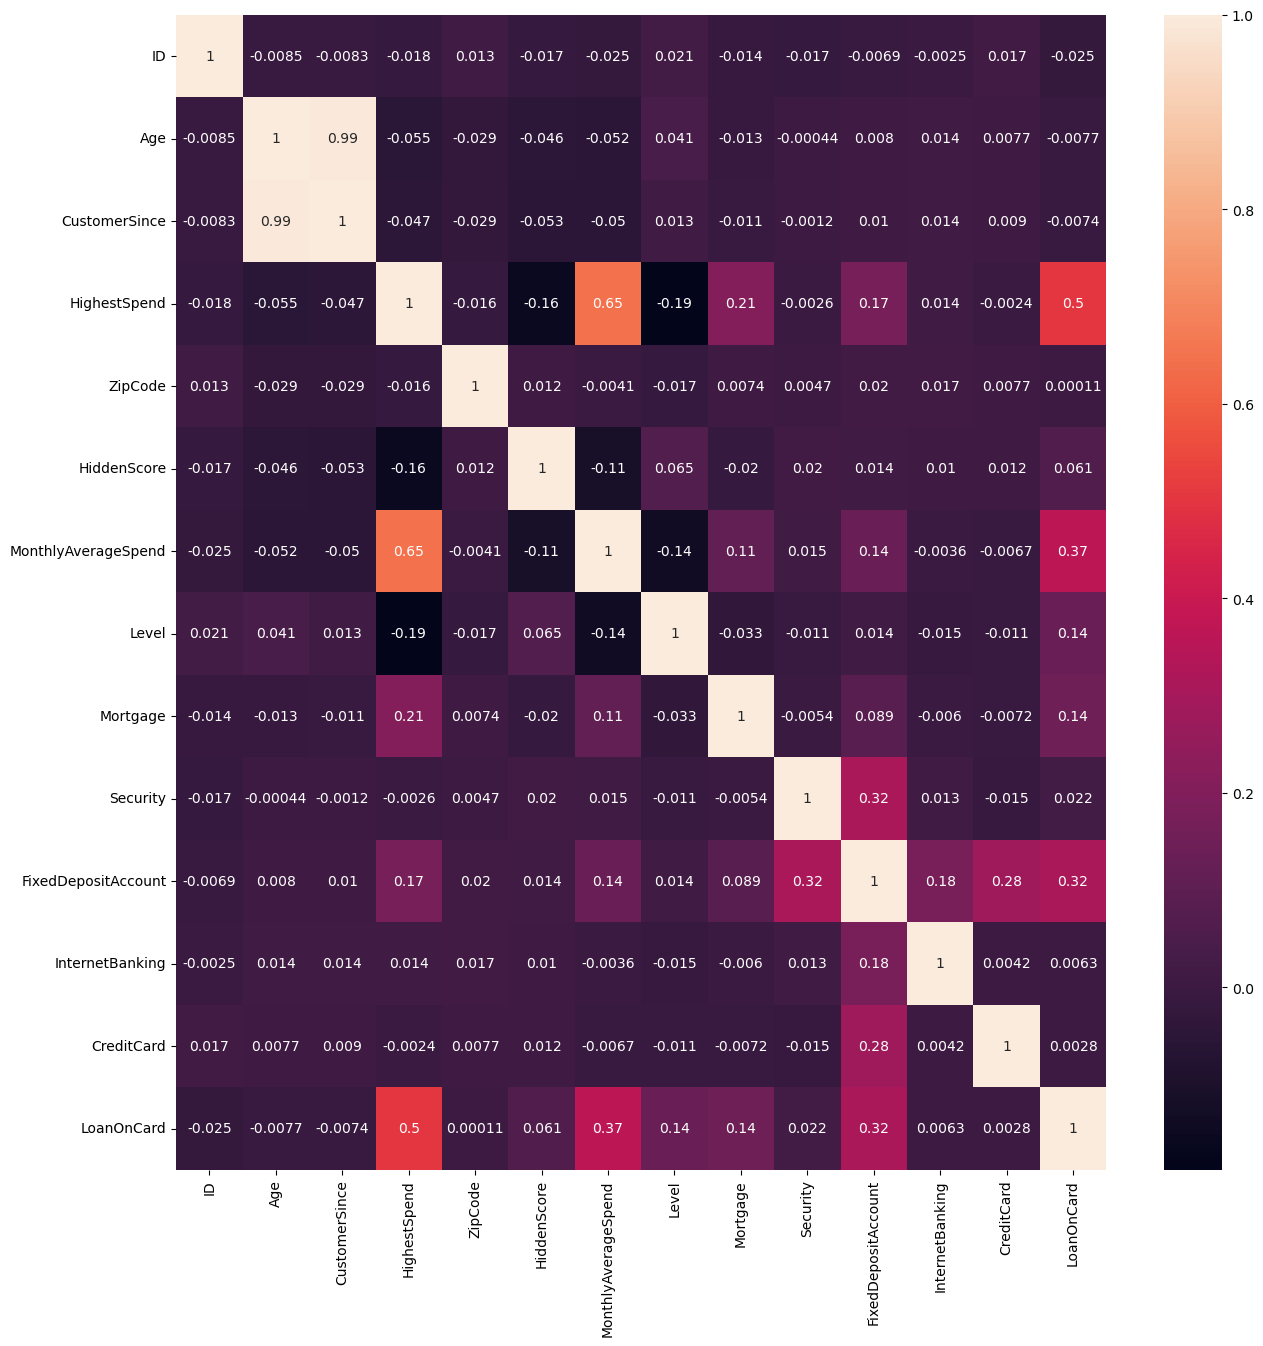 ID 1 -0.0085 -0.0083 -0.018 0.013 -0.017 -0.025 0.021 -0.014 -0.017 -0.0069 -0.0025 0.017 -0.025
Age -0.0085 1 0.99 -0.055 -0.029 -0.046 -0.052 0.041 -0.013 -0.00044 0.008 0.014 0.0077 -0.0077
CustomerSince -0.0083 0.99 1 -0.047 -0.029 -0.053 -0.05 0.013 -0.011 -0.0012 0.01 0.014 0.009 -0.0074
HighestSpend -0.018 -0.055 -0.047 1 -0.016 -0.16 0.65 -0.19 0.21 -0.0026 0.17 0.014 -0.0024 0.5
ZipCode 0.013 -0.029 -0.029 -0.016 1 0.012 -0.0041 -0.017 0.0074 0.0047 0.02 0.017 0.0077 0.00011
HiddenScore -0.017 -0.046 -0.053 -0.16 0.012 1 -0.11 0.065 -0.02 0.02 0.014 0.01 0.012 0.061
MonthlyAverageSpend -0.025 -0.052 -0.05 0.65 -0.0041 -0.11 1 -0.14 0.11 0.015 0.14 -0.0036 -0.0067 0.37
Level 0.021 0.041 0.013 -0.19 -0.017 0.065 -0.14 1 -0.033 -0.011 0.014 -0.015 -0.011 0.14
Mortgage -0.014 -0.013 -0.011 0.21 0.0074 -0.02 0.11 -0.033 1 -0.0054 0.089 -0.006 -0.0072 0.14
Security -0.017 -0.00044 -0.0012 -0.0026 0.0047 0.02 0.015 -0.011 -0.0054 1 0.32 0.013 -0.015 0.022
FixedDepositAccount -0.0069 0.008 0.01 0.17 0.02 0.014 0.14 0.014 0.089 0.32 1 0.18 0.28 0.32
InternetBanking -0.0025 0.014 0.014 0.014 0.017 0.01 -0.0036 -0.015 -0.006 0.013 0.18 1 0.0042 0.0063
CreditCard 0.017 0.0077 0.009 -0.0024 0.0077 0.012 -0.0067 -0.011 -0.0072 -0.015 0.28 0.0042 1 0.0028
LoanOnCard -0.025 -0.0077 -0.0074 0.5 0.00011 0.061 0.37 0.14 0.14 0.022 0.32 0.0063 0.0028 1
ID
Age
CustomerSince
HighestSpend
ZipCode
HiddenScore
MonthlyAverageSpend
Level
Mortgage
Security
FixedDepositAccount
InternetBanking
CreditCard
LoanOnCard
1.0
0.8
0.6
0.4
0.2
0.0